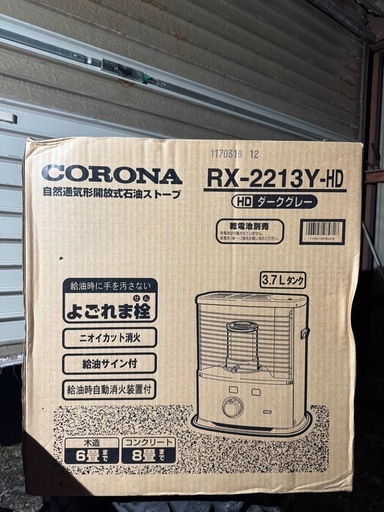 1170318 12
CORONA
自然通気形開放式石油ストーブ
RX-2213Y-HD
HD ダークグレー
乾電池別売
3.7Lタンク
給油時に手を汚さない
よごれま栓
せん
ニオイカット消火
給油サイン付
給油時自動消火装置付
木造
6畳まで
コンクリート
8畳まで